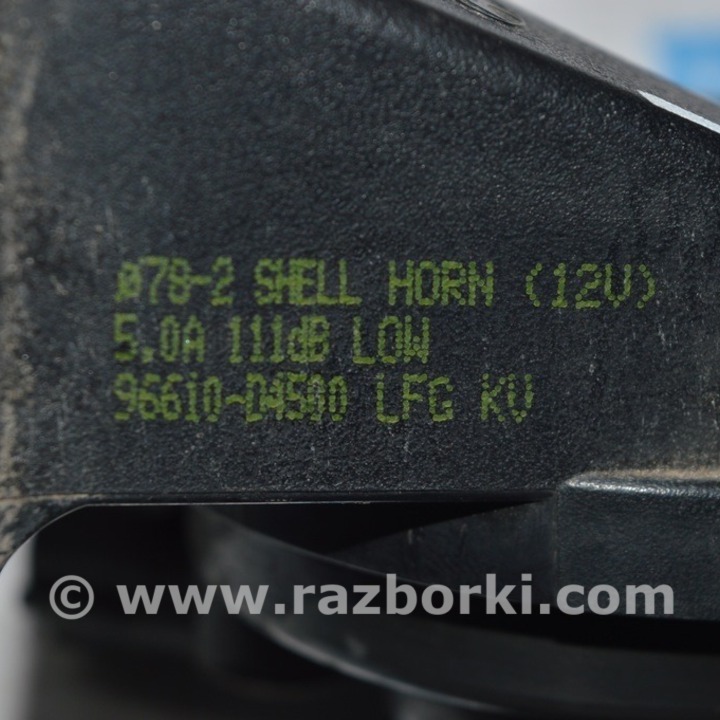 ø78-2 SHELL HORN (12V)
5.0A 111dB LOW
96610-D4500 LFG KV
© www.razborki.com